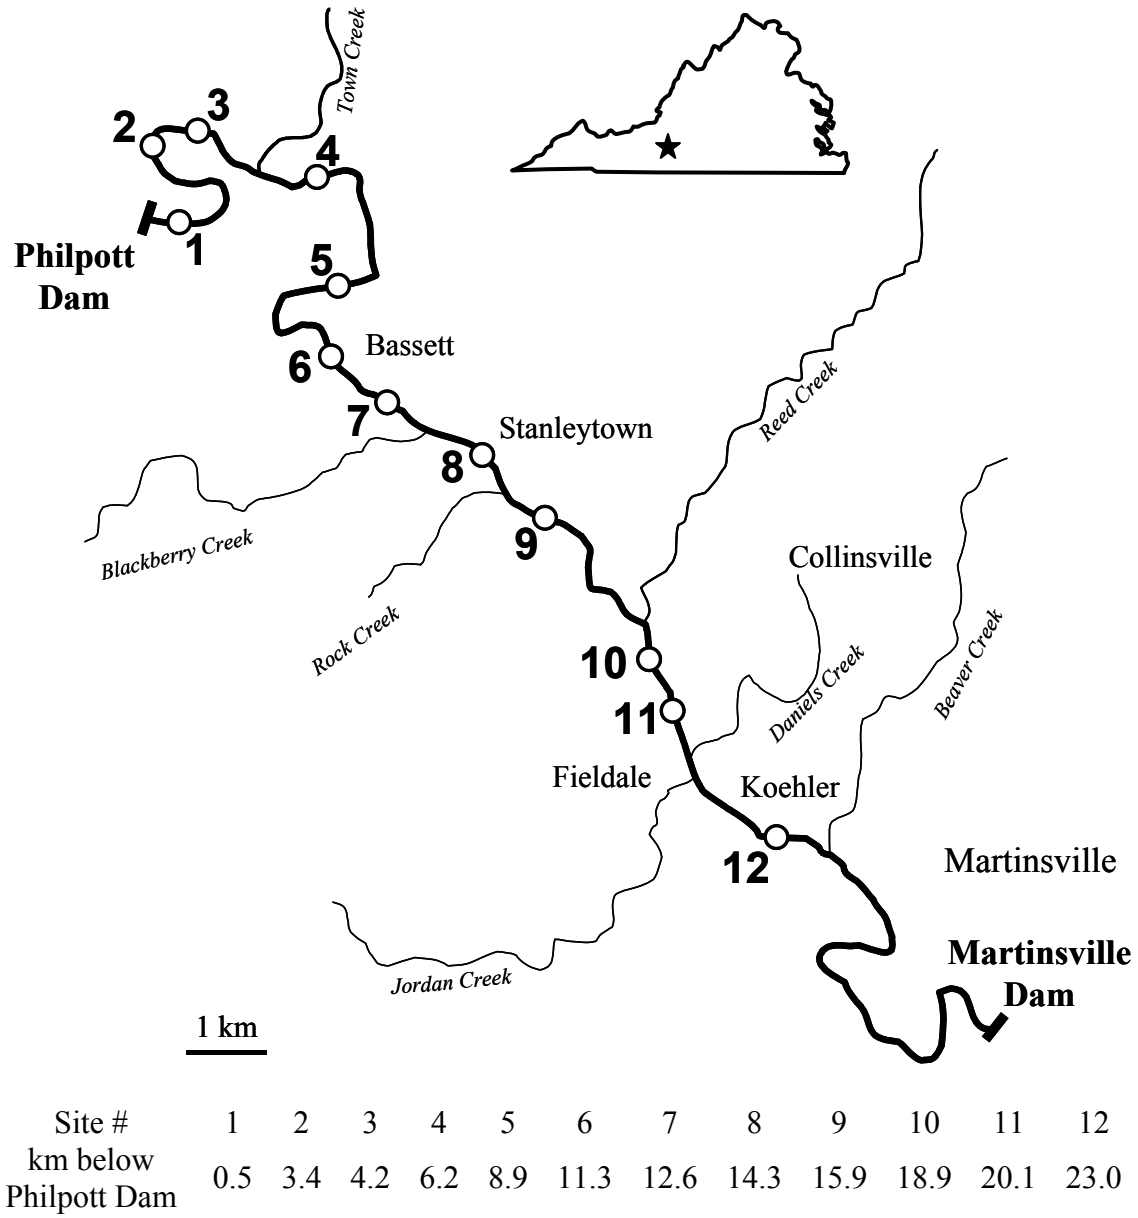 Town Creek
3
2
4
1
Philpott
Dam
5
Bassett
6
Reed Creek
7
Stanleytown
8
9
Blackberry Creek
Collinsville
Rock Creek
10
Beaver Creek
Daniels Creek
11
Fieldale
Koehler
12
Martinsville
Martinsville
Dam
Jordan Creek
1 km
Site # 1 2 3 4 5 6 7 8 9 10 11 12
km below
Philpott Dam 0.5 3.4 4.2 6.2 8.9 11.3 12.6 14.3 15.9 18.9 20.1 23.0